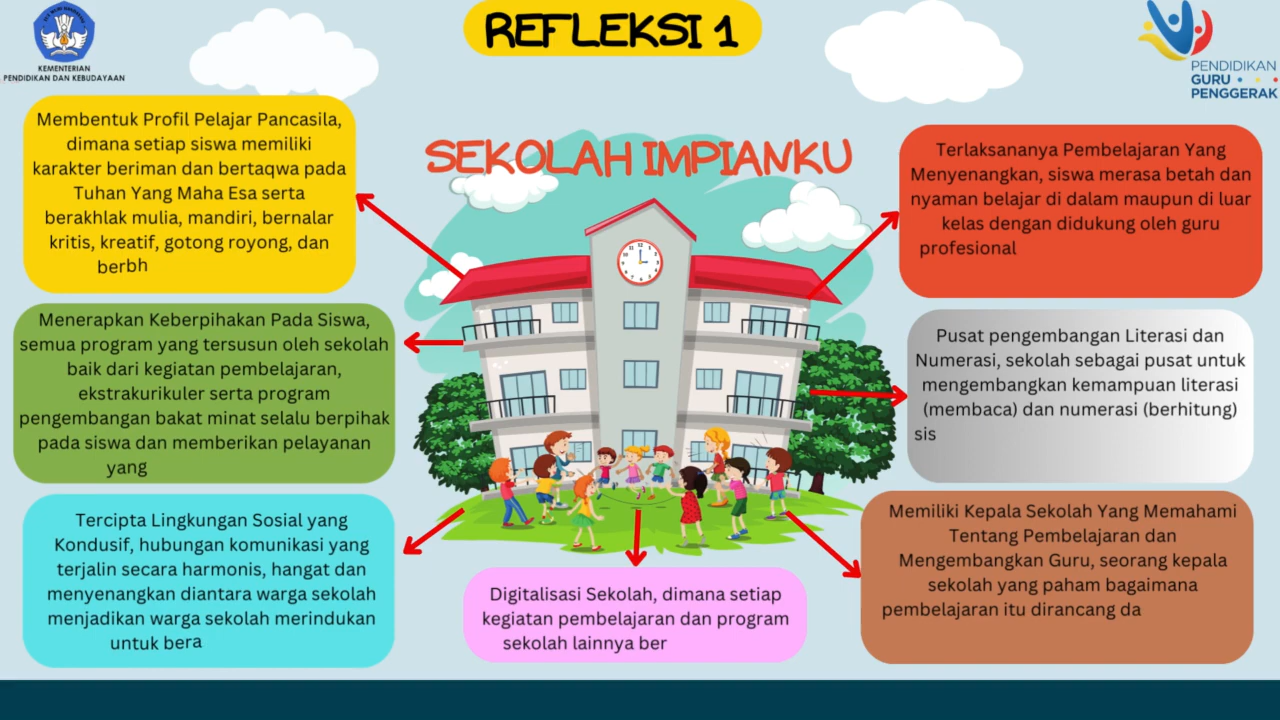 REFLEKSI 1
KEMENTERIAN
PENDIDIKAN DAN KEBUDAYAAN
PENDIDIKAN
GURU
PENGGERAK
SEKOLAH IMPIANKU
Membentuk Profil Pelajar Pancasila,
dimana setiap siswa memiliki
karakter beriman dan bertaqwa pada
Tuhan Yang Maha Esa serta
berakhlak mulia, mandiri, bernalar
kritis, kreatif, gotong royong, dan
berbh
Menerapkan Keberpihakan Pada Siswa,
semua program yang tersusun oleh sekolah
baik dari kegiatan pembelajaran,
ekstrakurikuler serta program
pengembangan bakat minat selalu berpihak
pada siswa dan memberikan pelayanan
yang
Tercipta Lingkungan Sosial yang
Kondusif, hubungan komunikasi yang
terjalin secara harmonis, hangat dan
menyenangkan diantara warga sekolah
menjadikan warga sekolah merindukan
untuk bera
Digitalisasi Sekolah, dimana setiap
kegiatan pembelajaran dan program
sekolah lainnya ber
Terlaksananya Pembelajaran Yang
Menyenangkan, siswa merasa betah dan
nyaman belajar di dalam maupun di luar
kelas dengan didukung oleh guru
profesional
Pusat pengembangan Literasi dan
Numerasi, sekolah sebagai pusat untuk
mengembangkan kemampuan literasi
(membaca) dan numerasi (berhitung)
sis
Memiliki Kepala Sekolah Yang Memahami
Tentang Pembelajaran dan
Mengembangkan Guru, seorang kepala
sekolah yang paham bagaimana
pembelajaran itu dirancang da